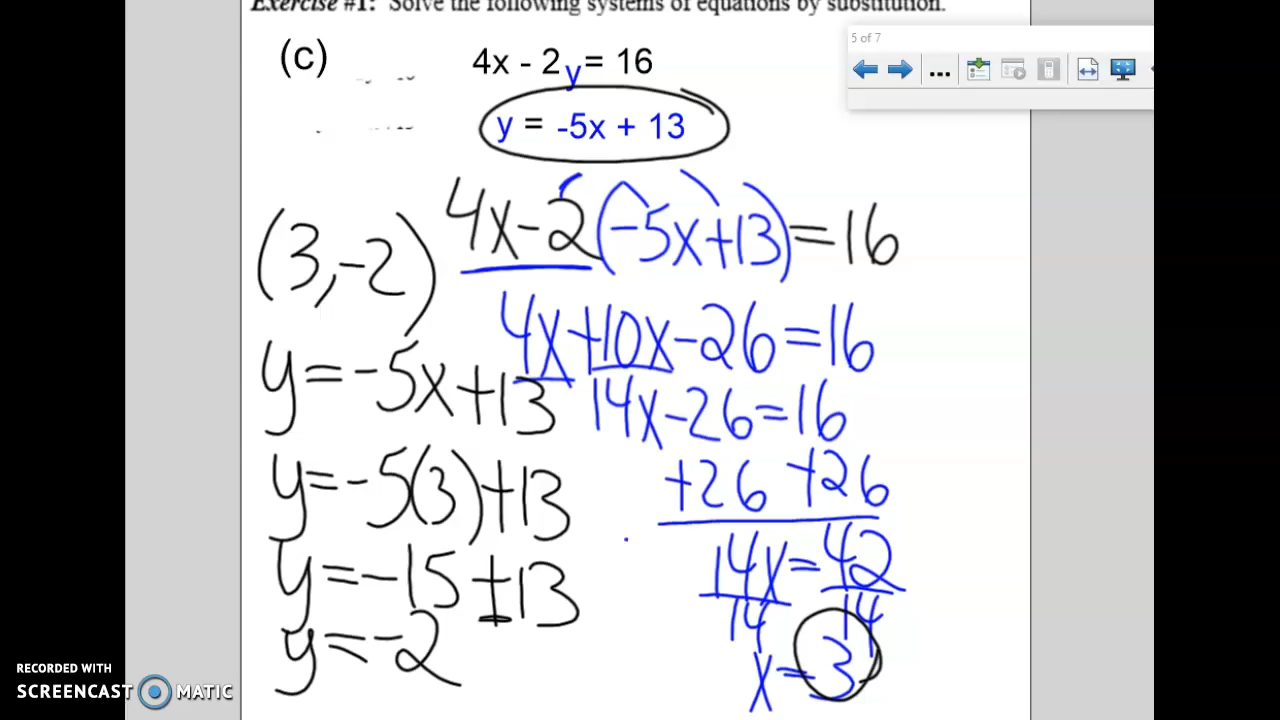 Exercise #1: Solve the following systems of equations by substitution.
5 of 7
(c)
4x - 2y = 16
y = -5x + 13
4x-2(-5x+13)=16
4x+10x-26=16
14x-26=16
+26 +26
14x=42
14 14
x=3
(3,-2)
y=-5x+13
y=-5(3)+13
y=-15+13
y=-2
RECORDED WITH
SCREENCAST MATIC